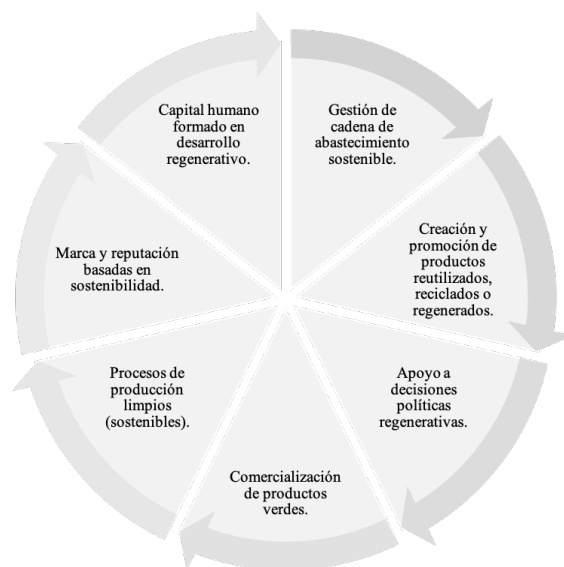 Capital humano
formado en
desarrollo
regenerativo.
Gestión de
cadena de
abastecimiento
sostenible.
Creación y
promoción de
productos
reutilizados,
reciclados o
regenerados.
Apoyo a
decisiones
políticas
regenerativas.
Comercialización
de productos
verdes.
Procesos de
producción
limpios
(sostenibles).
Marca y reputación
basadas en
sostenibilidad.